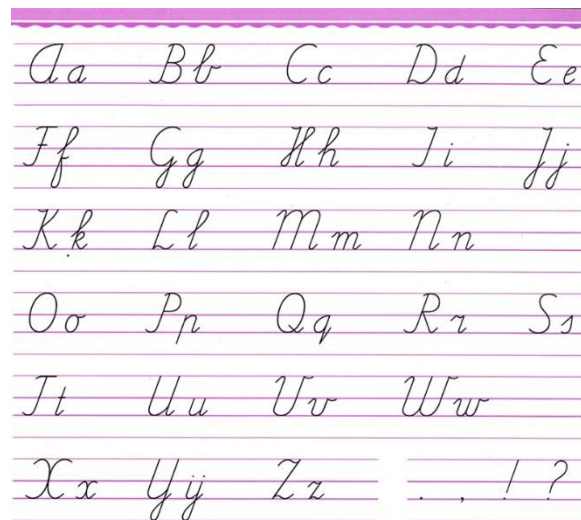 Aa Bb Cc Dd Ee
Ff Gg Hh Ii Jj
Kk Ll Mm Nn
Oo Pp Qq Rr Ss
Tt Uu Vv Ww
Xx Yÿ Zz . , ! ?